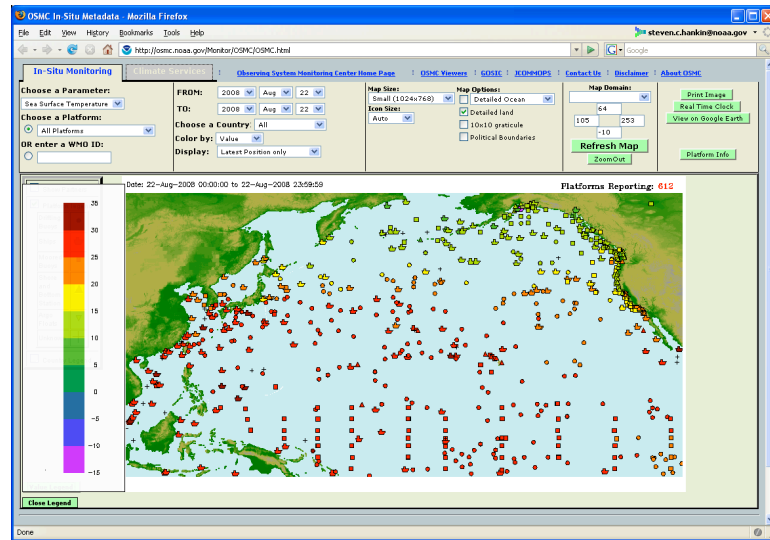 OSMC In-Situ Metadata - Mozilla Firefox
File Edit View History Bookmarks Tools Help
steven.c.hankin@noaa.gov
http://osmc.noaa.gov/Monitor/OSMC/OSMC.html
Google
In-Situ Monitoring Climate Services
Observing System Monitoring Center Home Page OSMC Viewers GOSIC JCOMMOPS Contact Us Disclaimer About OSMC
Choose a Parameter:
Sea Surface Temperature
Choose a Platform:
All Platforms
OR enter a WMO ID:
FROM: 2008 Aug 22
TO: 2008 Aug 22
Choose a Country: All
Color by: Value
Display: Latest Position only
Map Size:
Small (1024x768)
Icon Size:
Auto
Map Options:
Detailed Ocean
Detailed land
10x10 graticule
Political Boundaries
Map Domain:
64
105 253
-10
Refresh Map
ZoomOut
Print Image
Real Time Clock
View on Google Earth
Platform Info
Date: 22-Aug-2008 00:00:00 to 22-Aug-2008 23:59:59
Platforms Reporting: 612
35
30
25
20
15
10
5
0
-5
-10
-15
Close Legend
Done